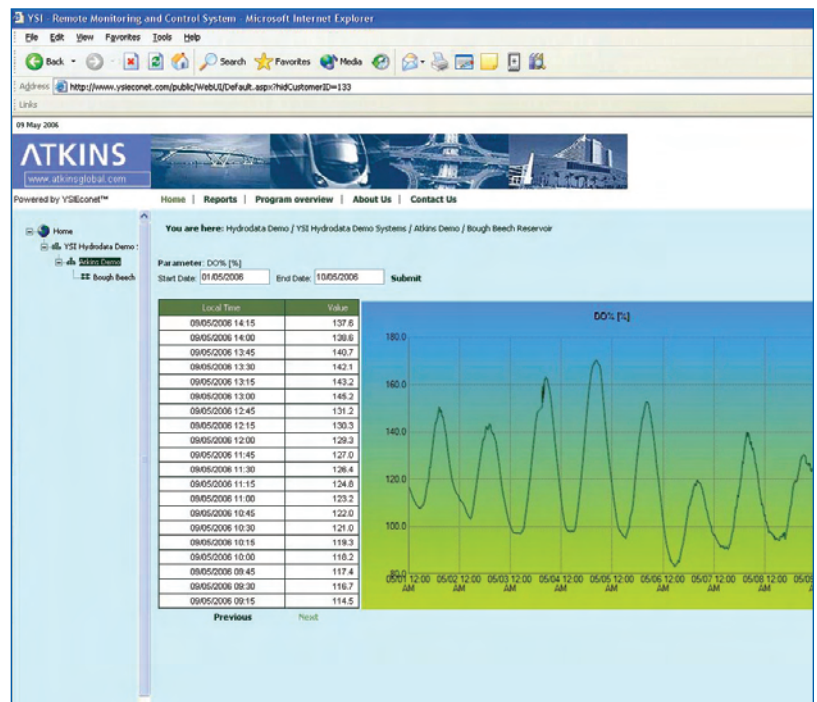 YSI - Remote Monitoring and Control System - Microsoft Internet Explorer
File Edit View Favorites Tools Help
Back Search Favorites Media
Address http://www.ysieconet.com/public/WebUI/Default.aspx?hidCustomerID=133
Links
09 May 2006
ATKINS
www.atkinsglobal.com
Powered by YSIEconet™ Home | Reports | Program overview | About Us | Contact Us
Home
YSI Hydrodata Demo
Atkins Demo
Bough Beech
You are here: Hydrodata Demo / YSI Hydrodata Demo Systems / Atkins Demo / Bough Beech Reservoir
Parameter: DO% [%]
Start Date: 01/05/2006 End Date: 10/05/2006 Submit
Local Time Value
09/05/2006 14:15 137.6
09/05/2006 14:00 138.6
09/05/2006 13:45 140.7
09/05/2006 13:30 142.1
09/05/2006 13:15 143.2
09/05/2006 13:00 145.2
09/05/2006 12:45 131.2
09/05/2006 12:15 130.3
09/05/2006 12:00 129.3
09/05/2006 11:45 127.0
09/05/2006 11:30 126.4
09/05/2006 11:15 124.8
09/05/2006 11:00 123.2
09/05/2006 10:45 122.0
09/05/2006 10:30 121.0
09/05/2006 10:15 119.3
09/05/2006 10:00 118.2
09/05/2006 09:45 117.4
09/05/2006 09:30 116.7
09/05/2006 09:15 114.5
Previous Next
DO% [%]
180.0
160.0
140.0
120.0
100.0
80.0
05/01 12:00 05/02 12:00 05/03 12:00 05/04 12:00 05/05 12:00 05/06 12:00 05/07 12:00 05/08 12:00 05/09
AM AM AM AM AM AM AM AM